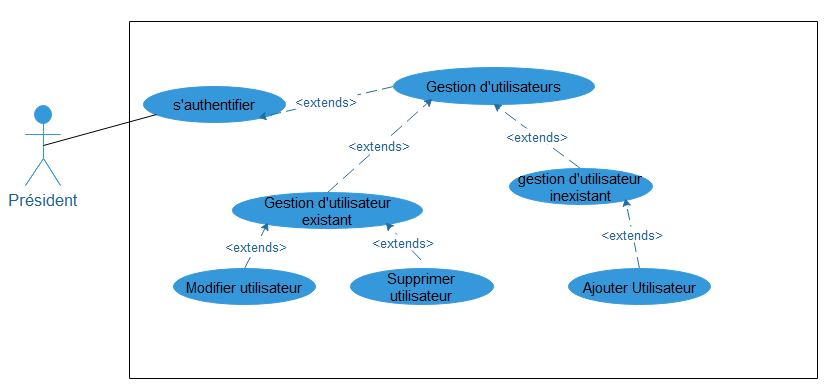 Gestion d'utilisateurs
s'authentifier
<extends>
<extends>
<extends>
gestion d'utilisateur
inexistant
Président
Gestion d'utilisateur
existant
<extends>
<extends>
<extends>
Modifier utilisateur
Supprimer
utilisateur
Ajouter Utilisateur